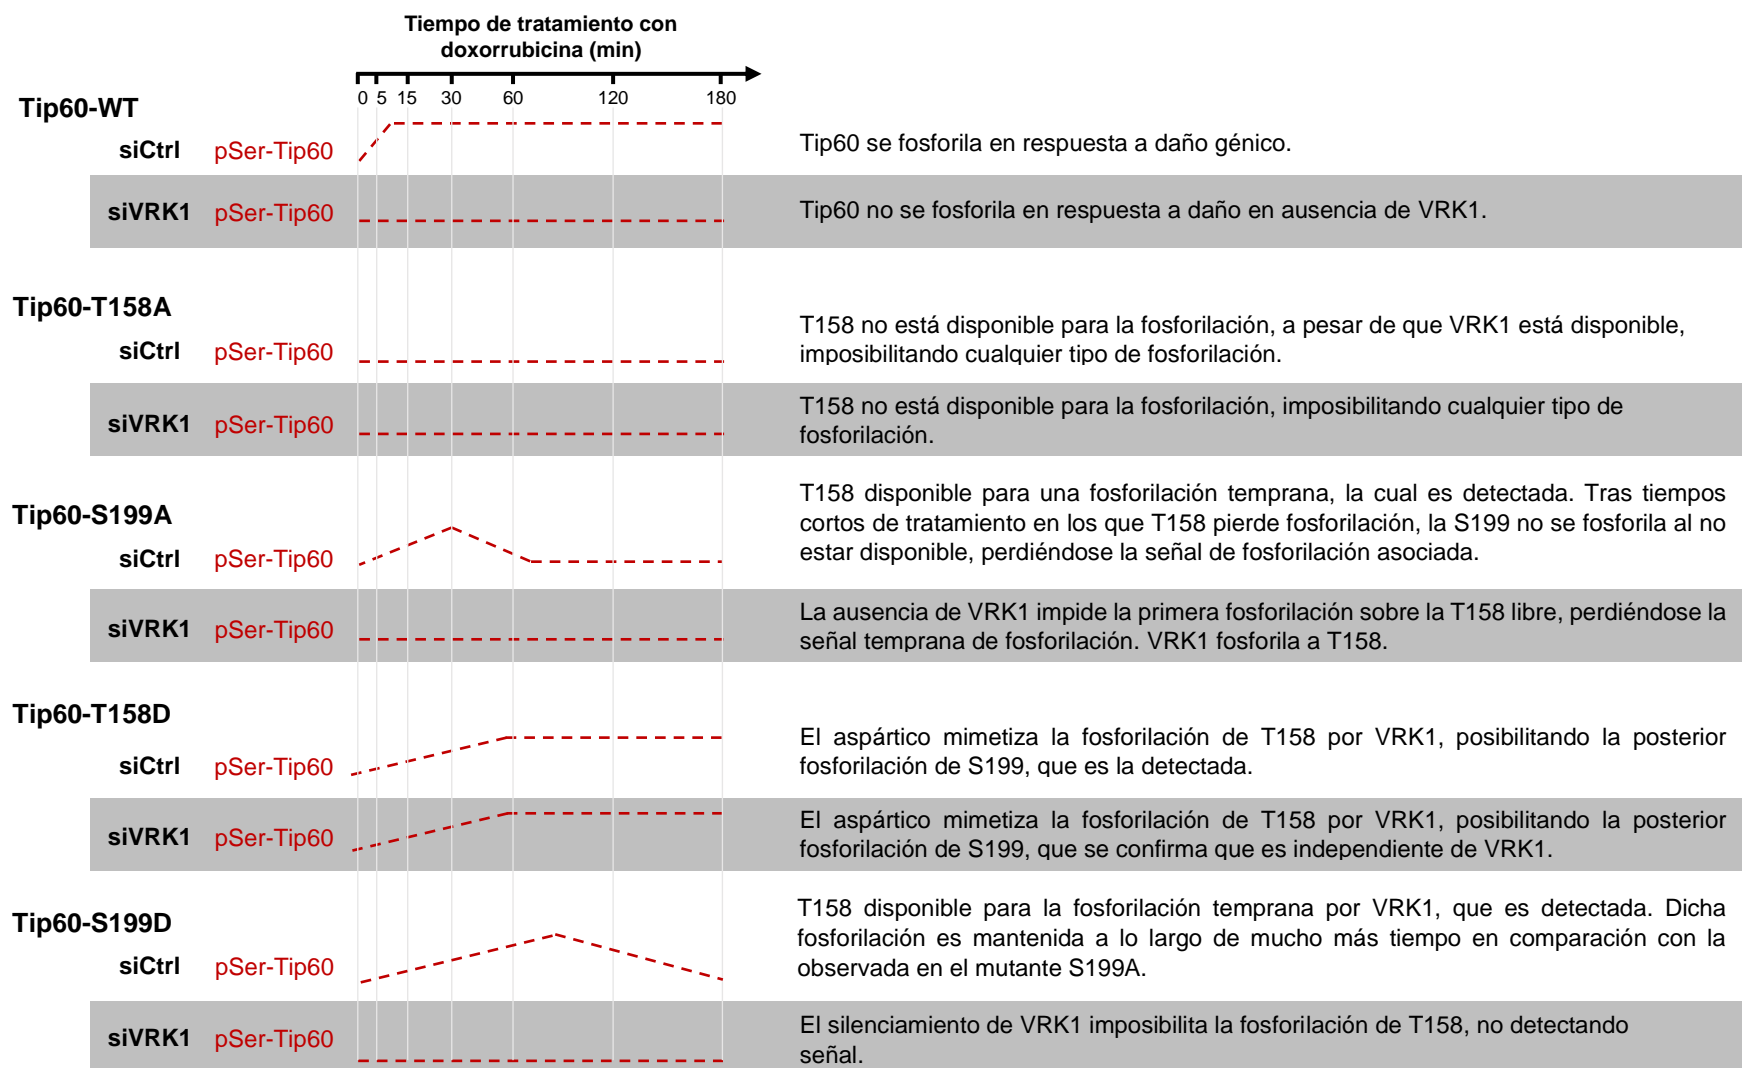 Tiempo de tratamiento con
doxorrubicina (min)
0 5 15 30 60 120 180
Tip60-WT
siCtrl pSer-Tip60
Tip60 se fosforila en respuesta a daño génico.
siVRK1 pSer-Tip60
Tip60 no se fosforila en respuesta a daño en ausencia de VRK1.
Tip60-T158A
siCtrl pSer-Tip60
T158 no está disponible para la fosforilación, a pesar de que VRK1 está disponible,
imposibilitando cualquier tipo de fosforilación.
siVRK1 pSer-Tip60
T158 no está disponible para la fosforilación, imposibilitando cualquier tipo de
fosforilación.
Tip60-S199A
siCtrl pSer-Tip60
T158 disponible para una fosforilación temprana, la cual es detectada. Tras tiempos
cortos de tratamiento en los que T158 pierde fosforilación, la S199 no se fosforila al no
estar disponible, perdiéndose la señal de fosforilación asociada.
siVRK1 pSer-Tip60
La ausencia de VRK1 impide la primera fosforilación sobre la T158 libre, perdiéndose la
señal temprana de fosforilación. VRK1 fosforila a T158.
Tip60-T158D
siCtrl pSer-Tip60
El aspártico mimetiza la fosforilación de T158 por VRK1, posibilitando la posterior
fosforilación de S199, que es la detectada.
siVRK1 pSer-Tip60
El aspártico mimetiza la fosforilación de T158 por VRK1, posibilitando la posterior
fosforilación de S199, que se confirma que es independiente de VRK1.
Tip60-S199D
siCtrl pSer-Tip60
T158 disponible para la fosforilación temprana por VRK1, que es detectada. Dicha
fosforilación es mantenida a lo largo de mucho más tiempo en comparación con la
observada en el mutante S199A.
siVRK1 pSer-Tip60
El silenciamiento de VRK1 imposibilita la fosforilación de T158, no detectando
señal.